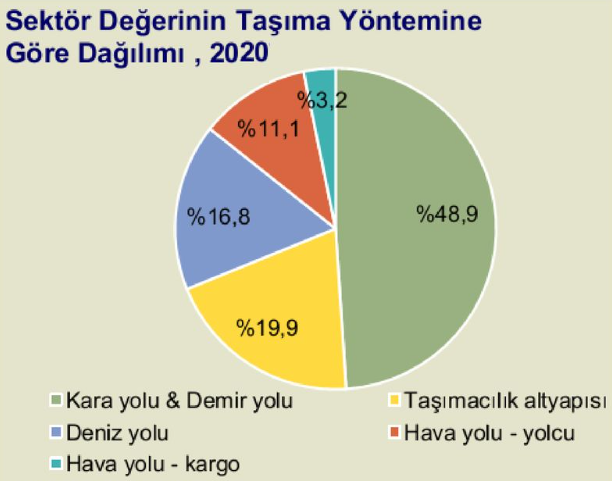 Sektör Değerinin Taşıma Yöntemine
Göre Dağılımı , 2020
%3,2
%11,1
%48,9
%16,8
%19,9
Kara yolu & Demir yolu
Taşımacılık altyapısı
Deniz yolu
Hava yolu - yolcu
Hava yolu - kargo